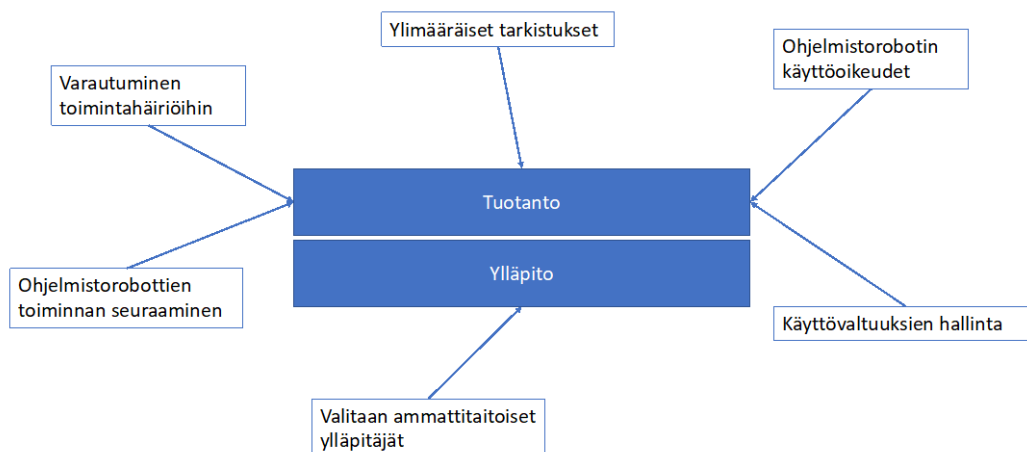 Ylimääräiset tarkistukset
Ohjelmistorobotin
käyttöoikeudet
Varautuminen
toimintahäiriöihin
Tuotanto
Ylläpito
Ohjelmistorobottien
toiminnan seuraaminen
Käyttövaltuuksien hallinta
Valitaan ammattitaitoiset
ylläpitäjät